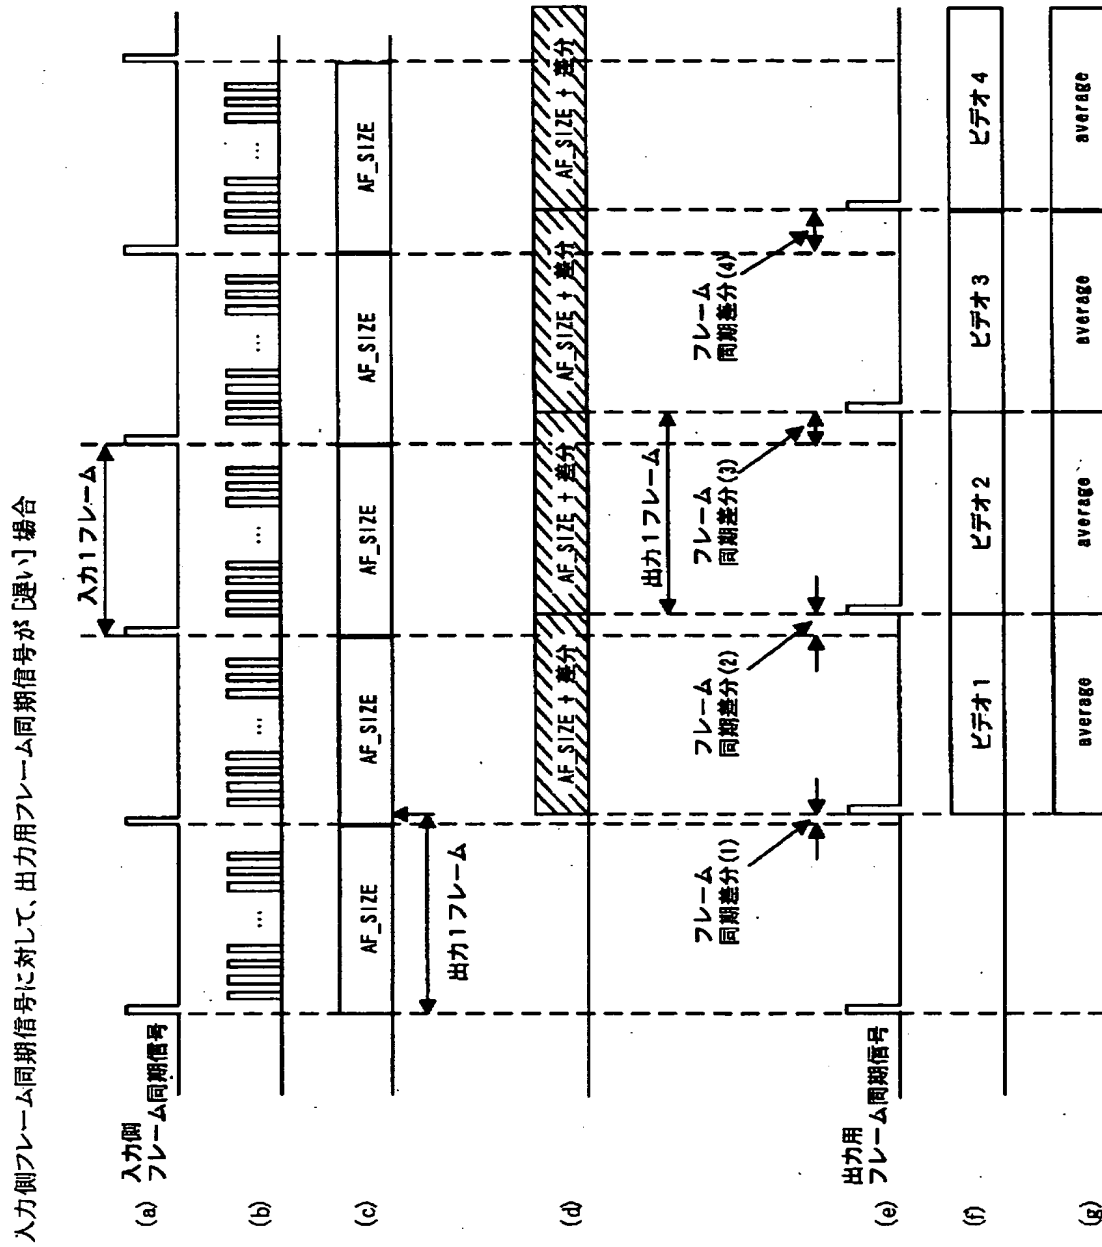 入力側フレーム同期信号に対して、出力用フレーム同期信号が[遅い]場合
(a)
入力側
フレーム同期信号
入力1フレーム
(b)
...
...
...
...
...
(c)
AF_SIZE
AF_SIZE
AF_SIZE
AF_SIZE
AF_SIZE
出力1フレーム
(d)
AF_SIZE + 差分
AF_SIZE + 差分
AF_SIZE + 差分
AF_SIZE + 差分
出力1フレーム
フレーム
同期差分(1)
フレーム
同期差分(2)
フレーム
同期差分(3)
フレーム
同期差分(4)
(e)
出力用
フレーム同期信号
(f)
ビデオ1
ビデオ2
ビデオ3
ビデオ4
(g)
average
average
average
average